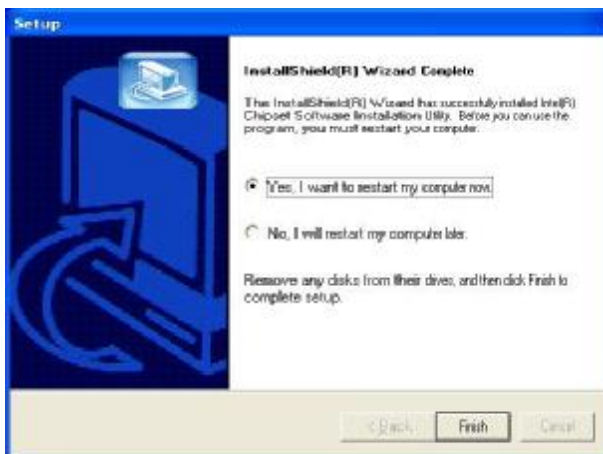 Setup
InstallShield(R) Wizard Complete
The InstallShield(R) Wizard has successfully installed Intel(R)
Chipset Software Installation Utility. Before you can use the
program, you must restart your computer.
Yes, I want to restart my computer now.
No, I will restart my computer later.
Remove any disks from their drives, and then click Finish to
complete setup.
< Back Finish Cancel